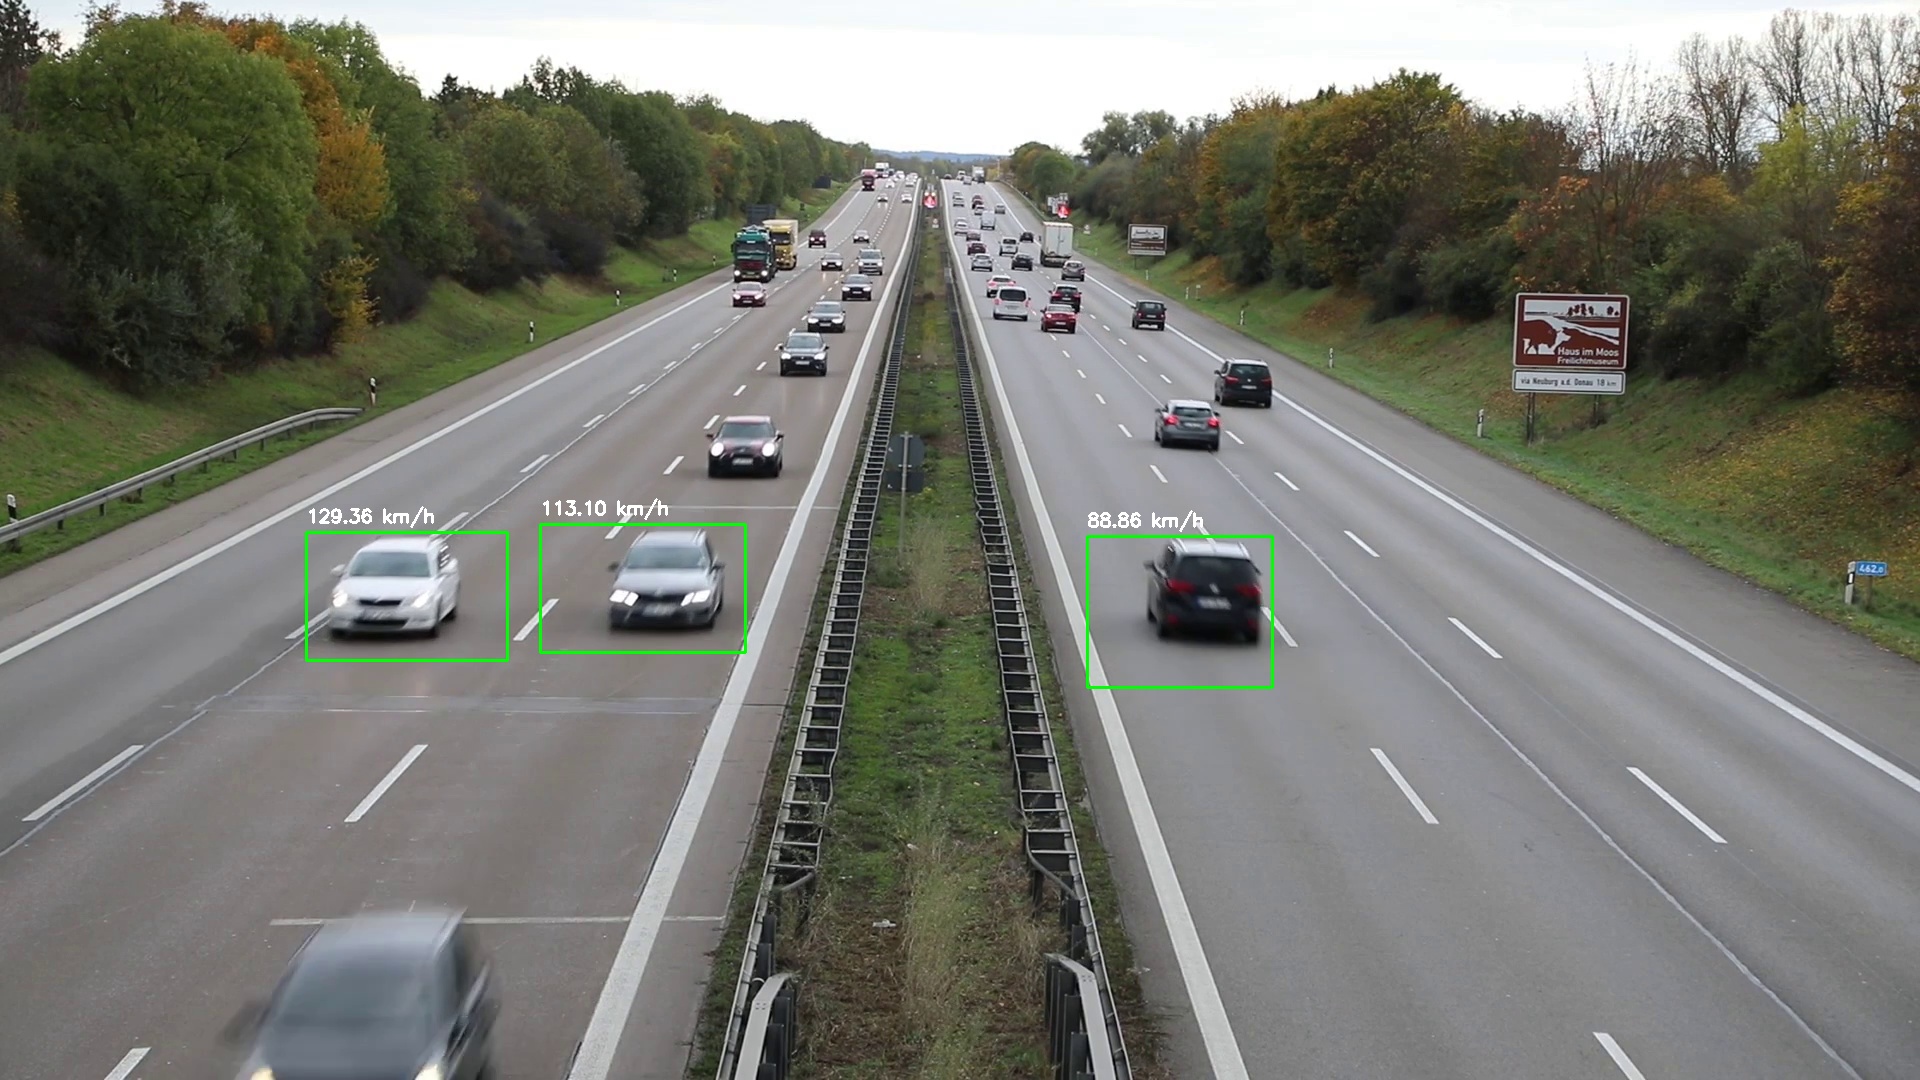 129.36 km/h
113.10 km/h
88.86 km/h
Haus im Moos
Freilichtmuseum
via Neuburg a.d. Donau 18 km
462,0